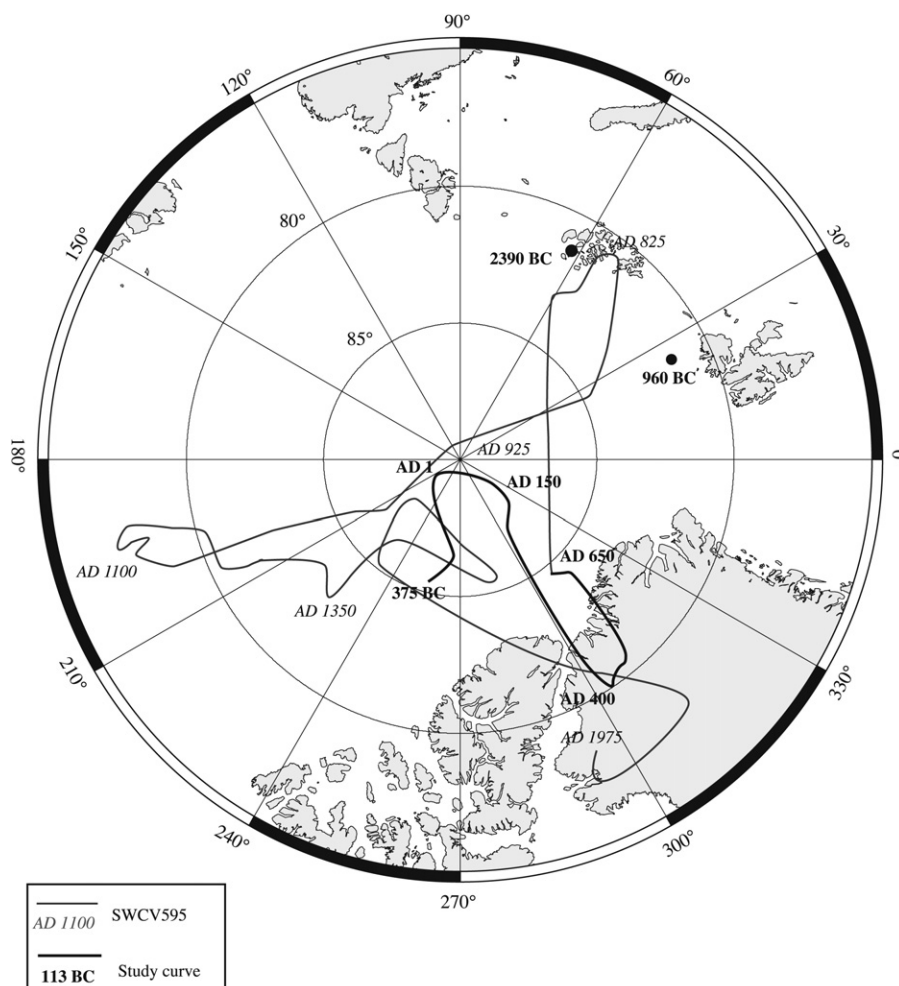 90°
120°
60°
80°
150°
30°
AD 825
2390 BC
85°
960 BC
AD 925
180°
AD 1
0
AD 150
AD 650
AD 1100
375 BC
AD 1350
AD 400
210°
330°
AD 1975
240°
300°
270°
AD 1100 SWCV595
113 BC Study curve